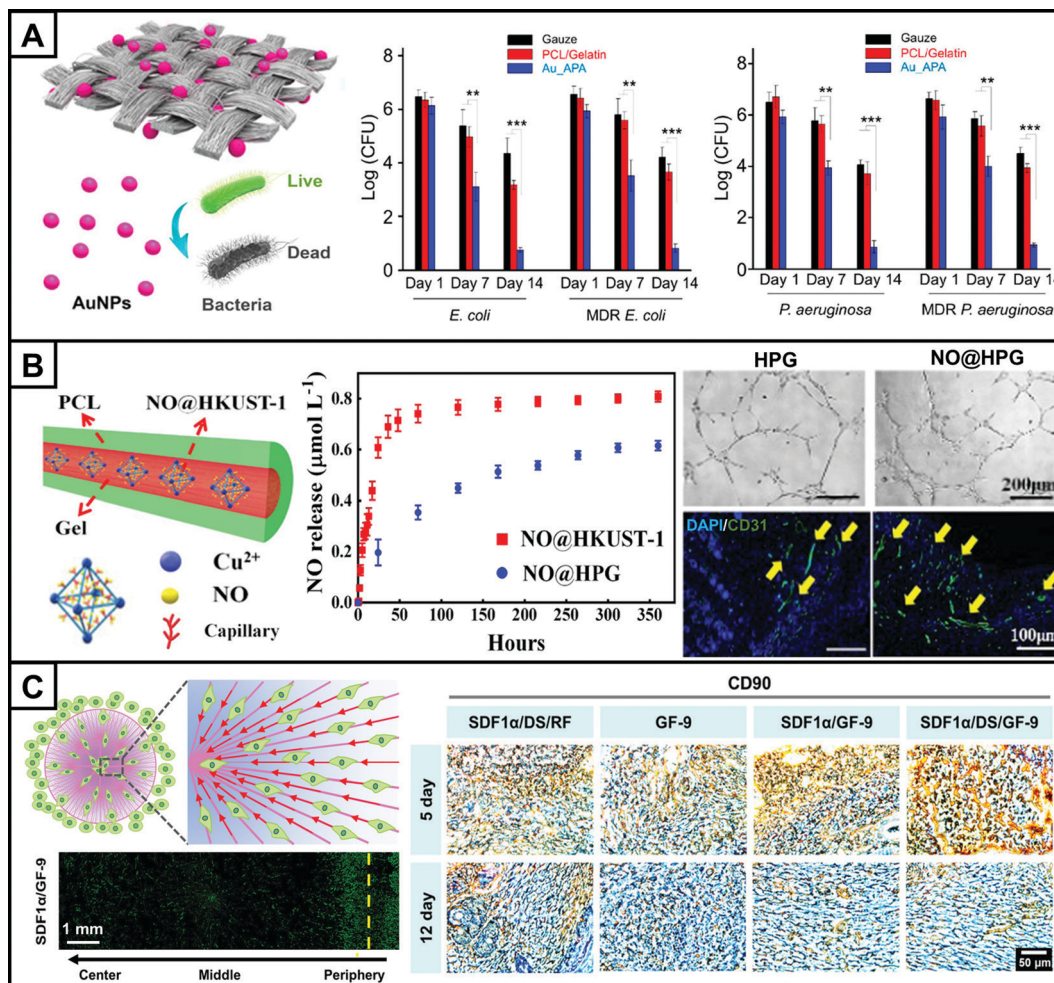 A
Live
Dead
AuNPs
Bacteria
Gauze
PCL/Gelatin
Au_APA
Log (CFU)
6
4
2
0
** *** ** ***
Day 1 Day 7 Day 14 Day 1 Day 7 Day 14
E. coli MDR E. coli
Gauze
PCL/Gelatin
Au_APA
Log (CFU)
6
4
2
0
** *** ** ***
Day 1 Day 7 Day 14 Day 1 Day 7 Day 14
P. aeruginosa MDR P. aeruginosa
B
PCL NO@HKUST-1
Gel
Cu²⁺
NO
Capillary
NO release (μmol L⁻¹)
0.8
0.6
0.4
0.2
0.0
NO@HKUST-1
NO@HPG
0 50 100 150 200 250 300 350
Hours
HPG NO@HPG
200μm
DAPI/CD31
100μm
C
SDF1α/GF-9
1 mm
Center Middle Periphery
CD90
SDF1α/DS/RF GF-9 SDF1α/GF-9 SDF1α/DS/GF-9
5 day
12 day
50 μm